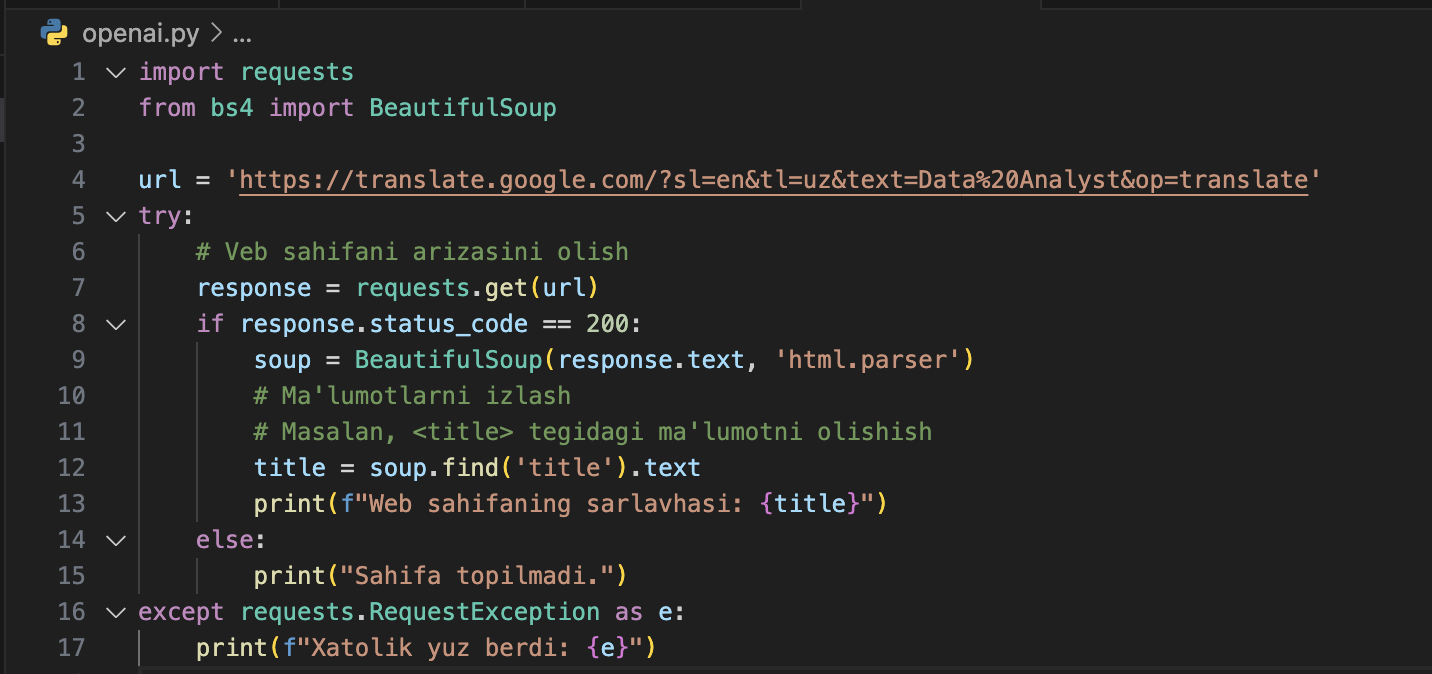 openai.py > ...
1 import requests
2 from bs4 import BeautifulSoup
3
4 url = 'https://translate.google.com/?sl=en&tl=uz&text=Data%20Analyst&op=translate'
5 try:
6     # Veb sahifani arizasini olish
7     response = requests.get(url)
8     if response.status_code == 200:
9         soup = BeautifulSoup(response.text, 'html.parser')
10         # Ma'lumotlarni izlash
11         # Masalan, <title> tegidagi ma'lumotni olishish
12         title = soup.find('title').text
13         print(f"Web sahifaning sarlavhasi: {title}")
14     else:
15         print("Sahifa topilmadi.")
16 except requests.RequestException as e:
17     print(f"Xatolik yuz berdi: {e}")